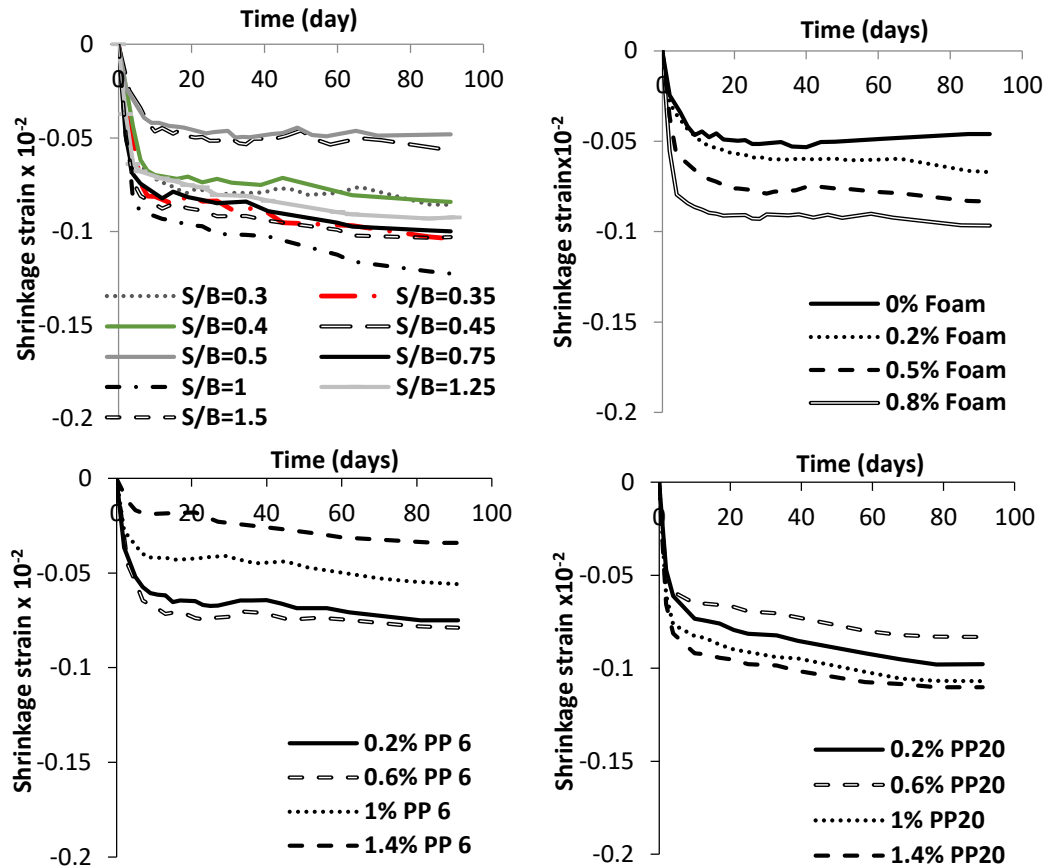 Time (day)
0
0 20 40 60 80 100
-0.05
-0.1
-0.15
-0.2
Shrinkage strain x 10-2
S/B=0.3 S/B=0.35
S/B=0.4 S/B=0.45
S/B=0.5 S/B=0.75
S/B=1 S/B=1.25
S/B=1.5
Time (days)
0
0 20 40 60 80 100
-0.05
-0.1
-0.15
-0.2
Shrinkage strain x10-2
0% Foam
0.2% Foam
0.5% Foam
0.8% Foam
Time (days)
0
0 20 40 60 80 100
-0.05
-0.1
-0.15
-0.2
Shrinkage strain x 10-2
0.2% PP 6
0.6% PP 6
1% PP 6
1.4% PP 6
Time (days)
0
0 20 40 60 80 100
-0.05
-0.1
-0.15
-0.2
Shrinkage strain x10-2
0.2% PP20
0.6% PP20
1% PP20
1.4% PP20